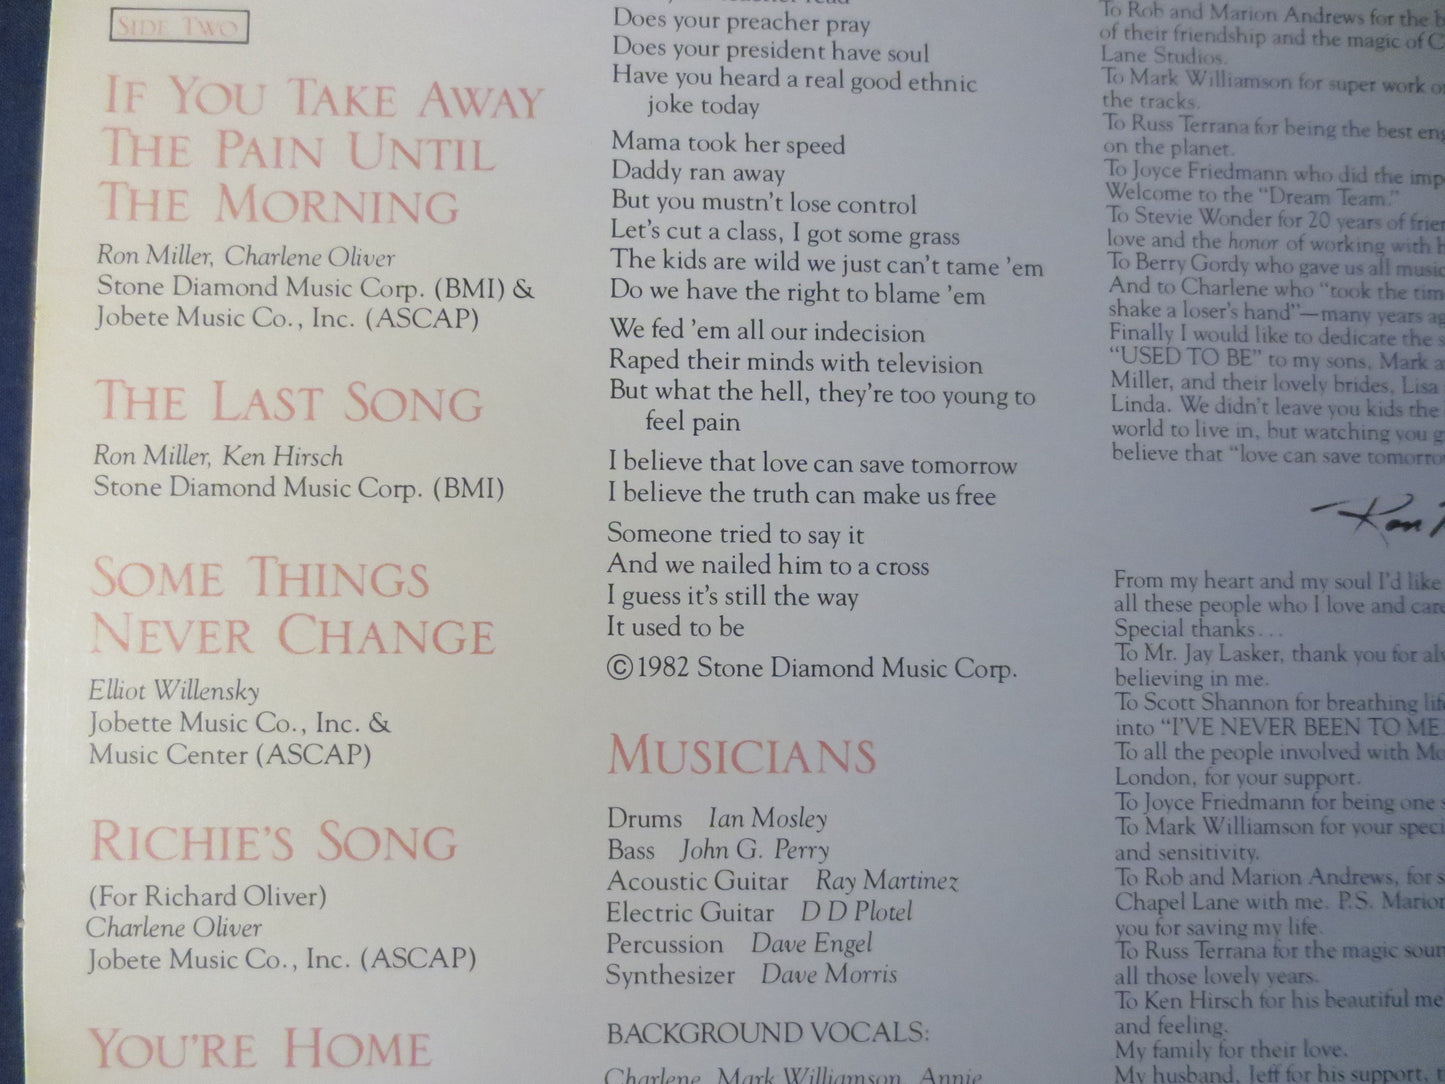 SIDE TWO
IF YOU TAKE AWAY
THE PAIN UNTIL
THE MORNING
Ron Miller, Charlene Oliver
Stone Diamond Music Corp. (BMI) &
Jobete Music Co., Inc. (ASCAP)
THE LAST SONG
Ron Miller, Ken Hirsch
Stone Diamond Music Corp. (BMI)
SOME THINGS
NEVER CHANGE
Elliot Willensky
Jobette Music Co., Inc. &
Music Center (ASCAP)
RICHIE'S SONG
(For Richard Oliver)
Charlene Oliver
Jobete Music Co., Inc. (ASCAP)
YOU'RE HOME
Does your preacher pray
Does your president have soul
Have you heard a real good ethnic
joke today
Mama took her speed
Daddy ran away
But you mustn't lose control
Let's cut a class, I got some grass
The kids are wild we just can't tame 'em
Do we have the right to blame 'em
We fed 'em all our indecision
Raped their minds with television
But what the hell, they're too young to
feel pain
I believe that love can save tomorrow
I believe the truth can make us free
Someone tried to say it
And we nailed him to a cross
I guess it's still the way
It used to be
©1982 Stone Diamond Music Corp.
MUSICIANS
Drums Ian Mosley
Bass John G. Perry
Acoustic Guitar Ray Martinez
Electric Guitar D D Plotel
Percussion Dave Engel
Synthesizer Dave Morris
BACKGROUND VOCALS:
Charlene, Mark Williamson, Annie
To Rob and Marion Andrews for the
of their friendship and the magic of
Lane Studios.
To Mark Williamson for super work
the tracks.
To Russ Terrana for being the best
on the planet.
To Joyce Friedmann who did the
Welcome to the "Dream Team."
To Stevie Wonder for 20 years of
love and the honor of working with
To Berry Gordy who gave us all
And to Charlene who "took the
shake a loser's hand"—many years
Finally I would like to dedicate the
"USED TO BE" to my sons, Mark
Miller, and their lovely brides, Lisa
Linda. We didn't leave you kids the
world to live in, but watching you
believe that "love can save
Ron
From my heart and my soul I'd like
all these people who I love and
Special thanks...
To Mr. Jay Lasker, thank you for
believing in me.
To Scott Shannon for breathing
into "I'VE NEVER BEEN TO ME
To all the people involved with
London, for your support.
To Joyce Friedmann for being one
To Mark Williamson for your
and sensitivity.
To Rob and Marion Andrews, for
Chapel Lane with me. P.S. Marion
you for saving my life.
To Russ Terrana for the magic
all those lovely years.
To Ken Hirsch for his beautiful
and feeling.
My family for their love.
My husband, Jeff for his support,